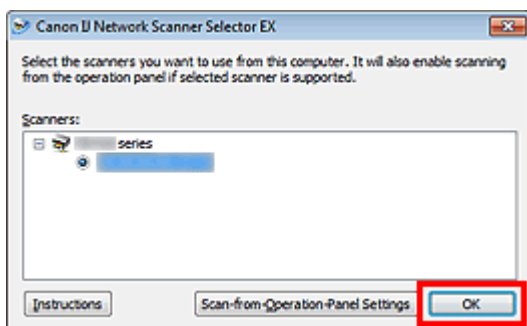 Canon IJ Network Scanner Selector EX
Select the scanners you want to use from this computer. It will also enable scanning
from the operation panel if selected scanner is supported.
Scanners:
series
Instructions
Scan-from-Operation-Panel Settings
OK